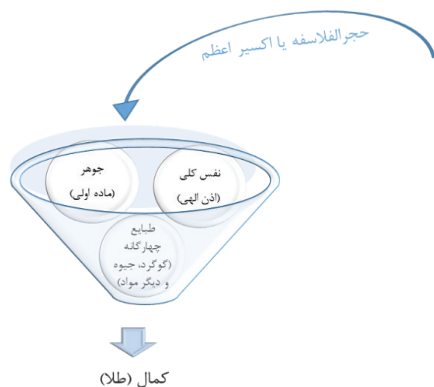 حجرالفلاسفه یا اکسیر اعظم
جوهر
(ماده اولی)
نفس کلی
(اذن الهی)
طبایع
چهارگانه
(گوگرد، جیوه
و دیگر مواد)
کمال (طلا)